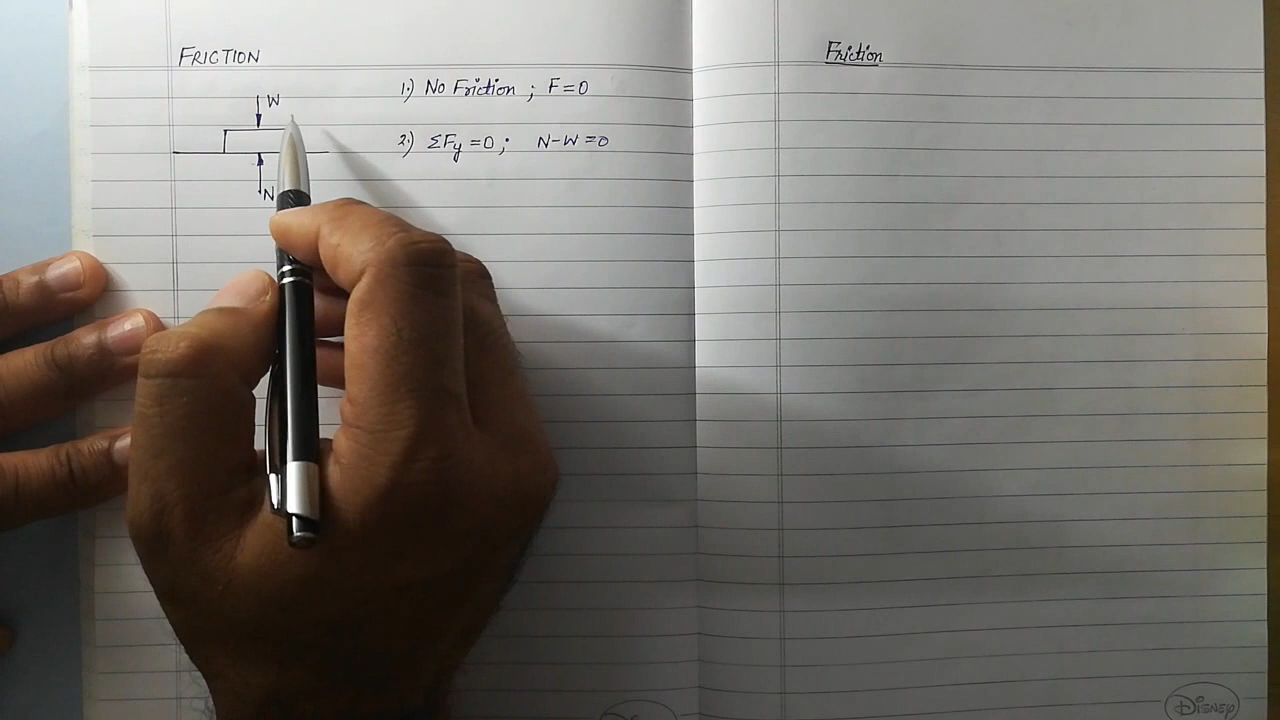 FRICTION
W
N
1.) No Friction ; F=0
2.) ΣFy =0 ; N-W =0
Friction
DISNEY